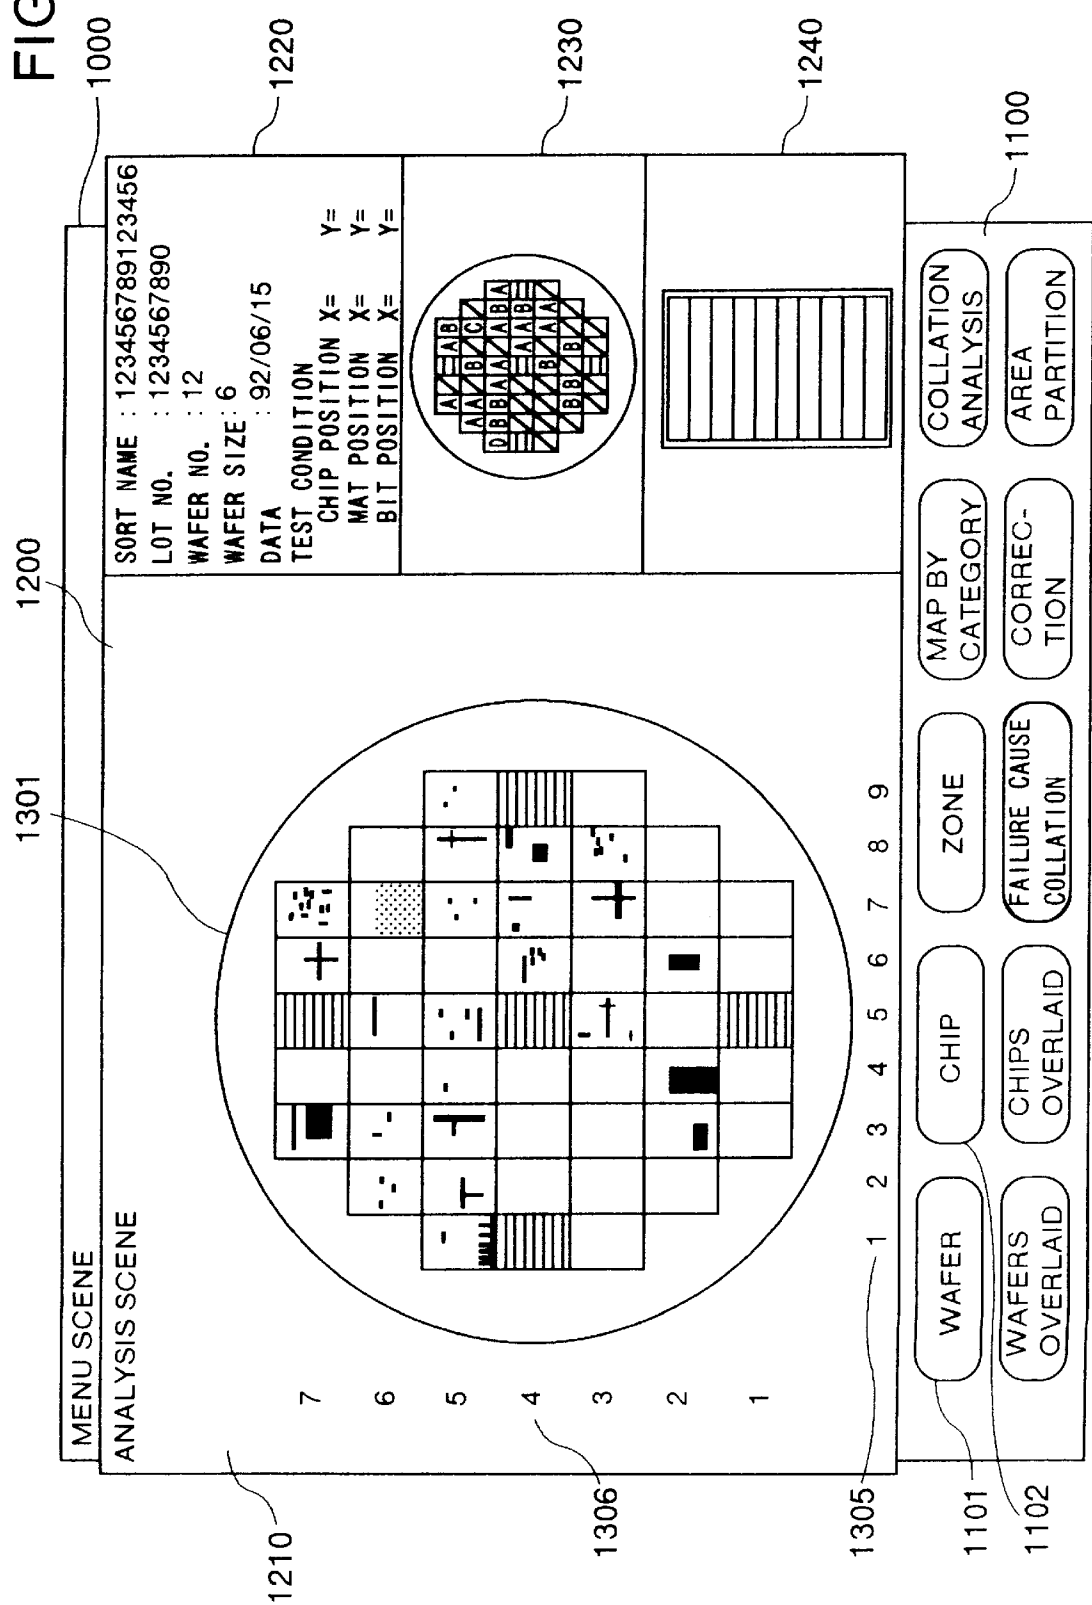 FIG
1000
1220
1230
1240
1100
1200
1301
1210
1306
1305
1101
1102
MENU SCENE
ANALYSIS SCENE
SORT NAME : 1234567891234​56
LOT NO. : 1234567890
WAFER NO. : 12
WAFER SIZE : 6
DATA : 92/06/15
TEST CONDITION
CHIP POSITION X= Y=
MAT POSITION X= Y=
BIT POSITION X= Y=
7
6
5
4
3
2
1
1 2 3 4 5 6 7 8 9
WAFER
CHIP
ZONE
MAP BY
CATEGORY
COLLATION
ANALYSIS
WAFERS
OVERLAID
CHIPS
OVERLAID
FAILURE CAUSE
COLLATION
CORREC-
TION
AREA
PARTITION